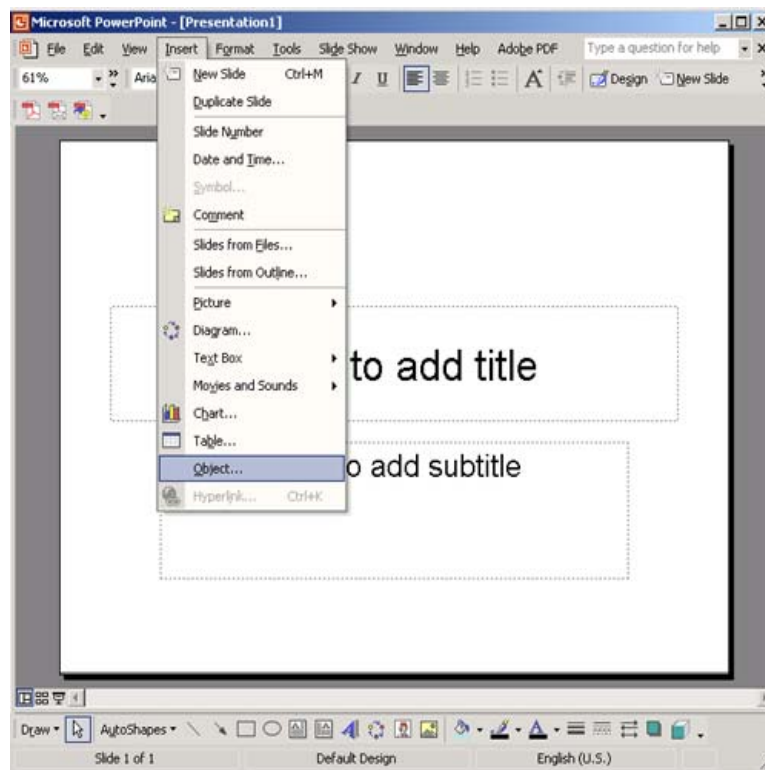 Microsoft PowerPoint - [Presentation1]
File Edit View Insert Format Tools Slide Show Window Help Adobe PDF Type a question for help
61% Aria I U A Design New Slide
New Slide Ctrl+M
Duplicate Slide
Slide Number
Date and Time...
Symbol...
Comment
Slides from Files...
Slides from Outline...
Picture
Diagram...
Text Box
to add title
Movies and Sounds
Chart...
Table...
Object...
o add subtitle
Hyperlink... Ctrl+K
Draw AutoShapes A A
Slide 1 of 1 Default Design English (U.S.)